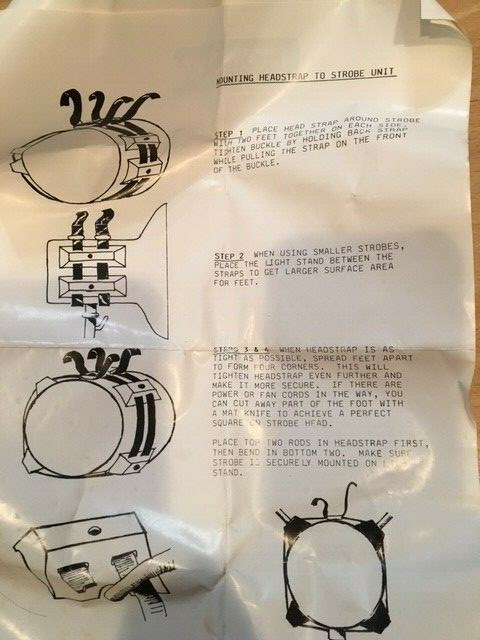 MOUNTING HEADSTRAP TO STROBE UNIT
STEP 1 PLACE HEAD STRAP AROUND STROBE
WITH TWO FEET TOGETHER ON EACH SIDE.
TIGHTEN BUCKLE BY HOLDING BACK STRAP
WHILE PULLING THE STRAP ON THE FRONT
OF THE BUCKLE.
STEP 2 WHEN USING SMALLER STROBES,
PLACE THE LIGHT STAND BETWEEN THE
STRAPS TO GET LARGER SURFACE AREA
FOR FEET.
STEPS 3 & 4 WHEN HEADSTRAP IS AS
TIGHT AS POSSIBLE, SPREAD FEET APART
TO FORM FOUR CORNERS. THIS WILL
TIGHTEN HEADSTRAP EVEN FURTHER AND
MAKE IT MORE SECURE. IF THERE ARE
POWER OR FAN CORDS IN THE WAY, YOU
CAN CUT AWAY PART OF THE FOOT WITH
A MAT KNIFE TO ACHIEVE A PERFECT
SQUARE STROBE HEAD.
PLACE TOP TWO RODS IN HEADSTRAP FIRST,
THEN BEND IN BOTTOM TWO. MAKE SURE
STROBE IS SECURELY MOUNTED ON
STAND.